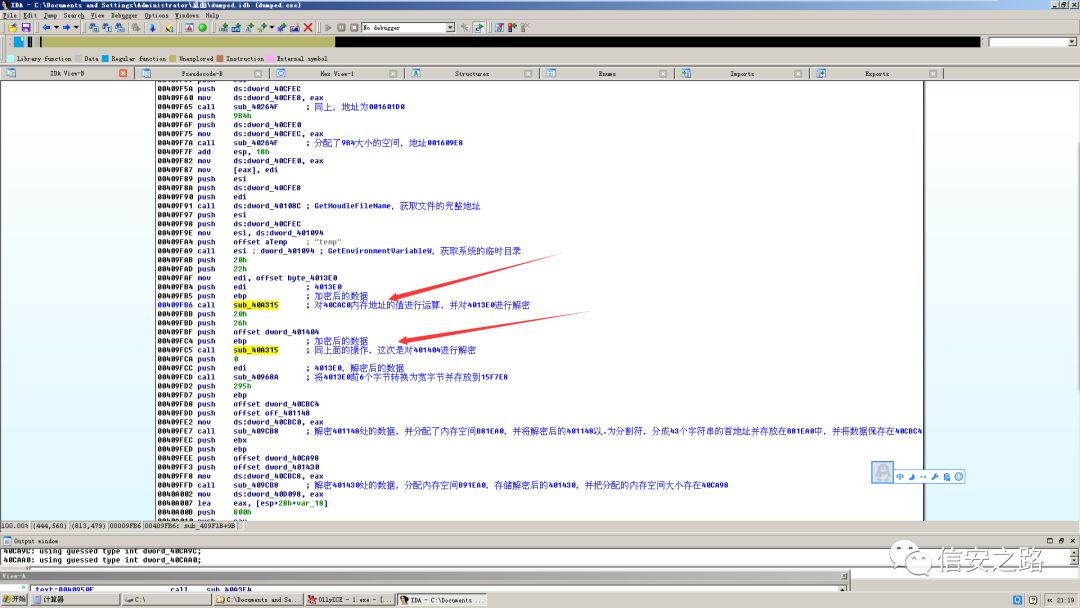 IDA - C:\Documents and Settings\Administrator\桌面\dumped.idb (dumped.exe)
File Edit Jump Search View Debugger Options Windows Help
No debugger
Library function Data Regular function Unexplored Instruction External symbol
IDA View-B Pseudocode-B Hex View-1 Structures Enums Imports Exports
00409F5A push ds:dword_40CFEC
00409F60 mov ds:dword_40CFE8, eax
00409F65 call sub_40264F ; 同上，地址为001601D0
00409F6A push 9B4h
00409F6F push ds:dword_40CFE0
00409F75 mov ds:dword_40CFEC, eax
00409F7A call sub_40264F ; 分配了9B4大小的空间，地址001609E8
00409F7F add esp, 18h
00409F82 mov ds:dword_40CFE0, eax
00409F87 mov [eax], edi
00409F89 push esi
00409F8A push ds:dword_40CFE8
00409F90 push edi
00409F91 call ds:dword_40108C ; GetMoudleFileName，获取文件的完整地址
00409F97 push esi
00409F98 push ds:dword_40CFEC
00409F9E mov esi, ds:dword_401094
00409FA4 push offset aTemp ; "temp"
00409FA9 call esi ; dword_401094 ; GetEnvironmentVariableW，获取系统的临时目录
00409FAB push 20h
00409FAD push 22h
00409FAF mov edi, offset byte_4013E0
00409FB4 push edi ; 4013E0
00409FB5 push ebp ; 加密后的数据
00409FB6 call sub_40A315 ; 对40CAC0内存地址的值进行运算，并对4013E0进行解密
00409FBB push 20h
00409FBD push 26h
00409FBF push offset dword_401404
00409FC4 push ebp ; 加密后的数据
00409FC5 call sub_40A315 ; 同上面的操作，这次是对401404进行解密
00409FCA push 0
00409FCC push edi ; 4013E0，解密后的数据
00409FCD call sub_40968A ; 将4013E0前6个字节转换为宽字节并存放到15F7E8
00409FD2 push 295h
00409FD7 push ebp
00409FD8 push offset dword_40CBC4
00409FDD push offset off_401148
00409FE2 mov ds:dword_40CBC0, eax
00409FE7 call sub_409CD8 ; 解密401148处的数据，并分配了内存空间B81EA0，并将解密后的401148以.为分割符，分成43个字符串的首地址并存放在B81EA0中，并将数据保存在40CBC4
00409FEC push ebx
00409FED push ebp
00409FEE push offset dword_40CA98
00409FF3 push offset dword_401430
00409FF8 mov ds:dword_40CBC8, eax
00409FFD call sub_409CD8 ; 解密401430处的数据，分配内存空间B91EA0，存储解密后的401430，并把分配的内存空间大小存在40CA98
0040A002 mov ds:dword_40D098, eax
0040A007 lea eax, [esp+28h+var_18]
0040A00B push 800h
中
100.00% (444,560) (813,479) 00009FB6 00409FB6: sub_409F1B+9B
Output window
40CA9C: using guessed type int dword_40CA9C;
40CAA0: using guessed type int dword_40CAA0;
信安之路
View-A
.text:0040950F call sub_4093F4
开始 计算器 C:\ C:\Documents and Se... OllyICE - 1.exe - [... IDA - C:\Documents ... 21:19